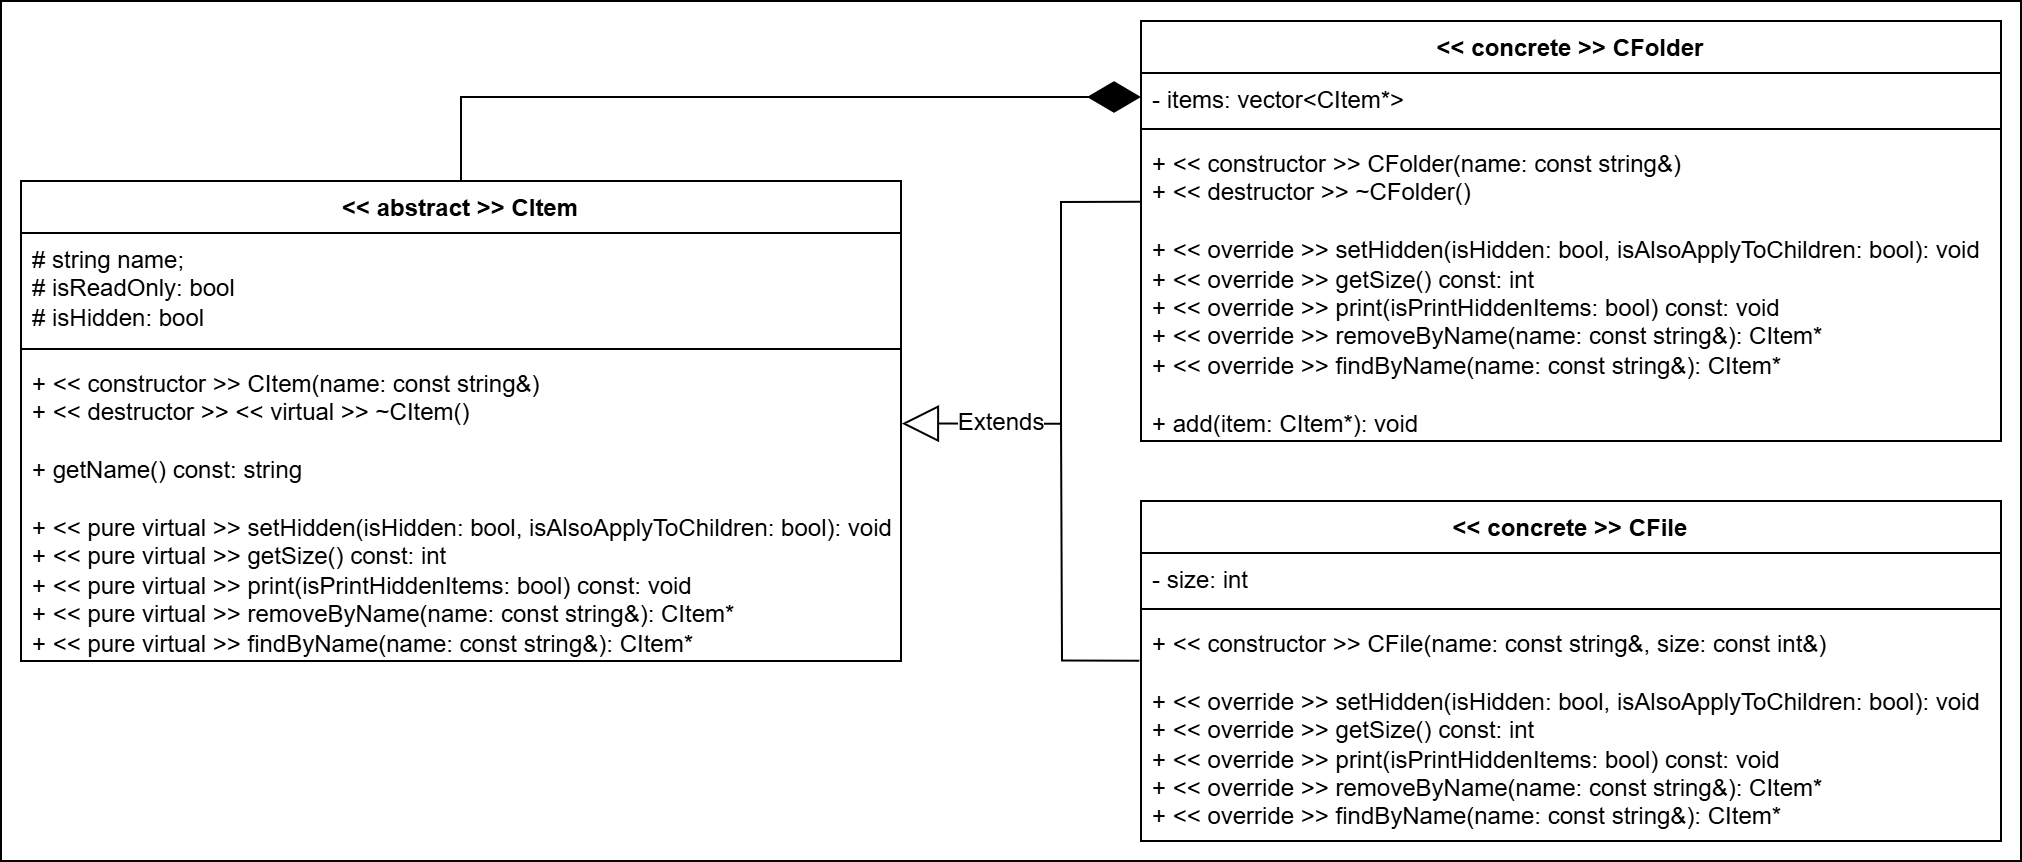 << abstract >> CItem
# string name;
# isReadOnly: bool
# isHidden: bool
+ << constructor >> CItem(name: const string&)
+ << destructor >> << virtual >> ~CItem()
+ getName() const: string
+ << pure virtual >> setHidden(isHidden: bool, isAlsoApplyToChildren: bool): void
+ << pure virtual >> getSize() const: int
+ << pure virtual >> print(isPrintHiddenItems: bool) const: void
+ << pure virtual >> removeByName(name: const string&): CItem*
+ << pure virtual >> findByName(name: const string&): CItem*
Extends
<< concrete >> CFolder
- items: vector<CItem*>
+ << constructor >> CFolder(name: const string&)
+ << destructor >> ~CFolder()
+ << override >> setHidden(isHidden: bool, isAlsoApplyToChildren: bool): void
+ << override >> getSize() const: int
+ << override >> print(isPrintHiddenItems: bool) const: void
+ << override >> removeByName(name: const string&): CItem*
+ << override >> findByName(name: const string&): CItem*
+ add(item: CItem*): void
<< concrete >> CFile
- size: int
+ << constructor >> CFile(name: const string&, size: const int&)
+ << override >> setHidden(isHidden: bool, isAlsoApplyToChildren: bool): void
+ << override >> getSize() const: int
+ << override >> print(isPrintHiddenItems: bool) const: void
+ << override >> removeByName(name: const string&): CItem*
+ << override >> findByName(name: const string&): CItem*